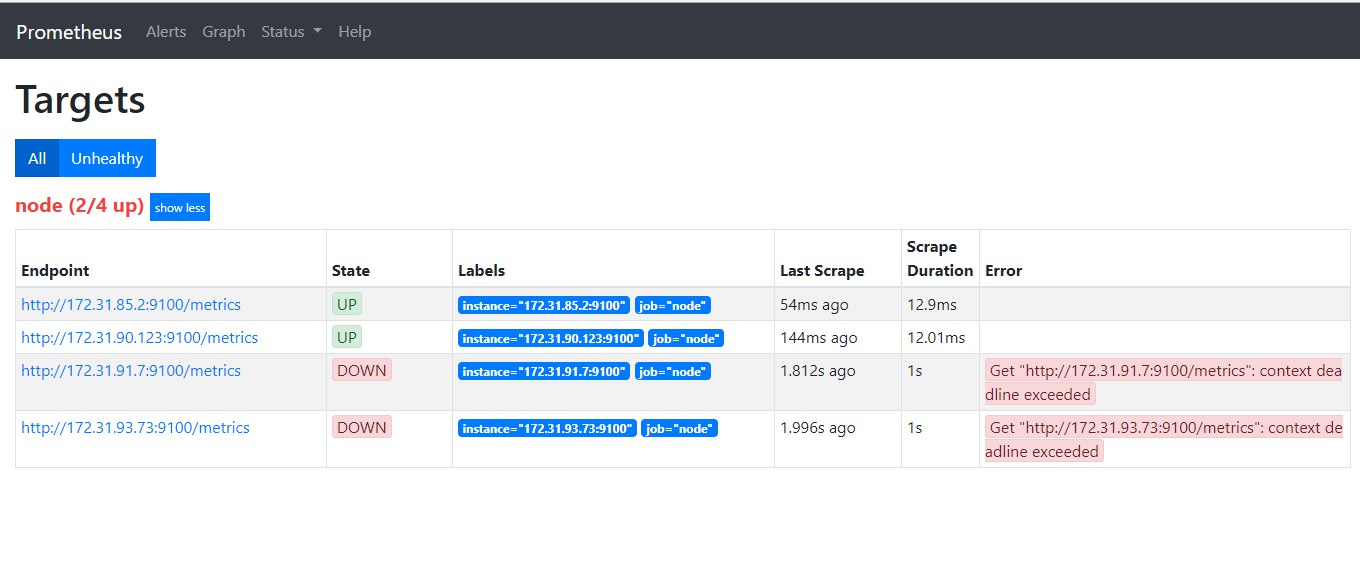 Prometheus Alerts Graph Status Help
Targets
All Unhealthy
node (2/4 up) show less
Endpoint State Labels Last Scrape Scrape Duration Error
http://172.31.85.2:9100/metrics UP instance="172.31.85.2:9100" job="node" 54ms ago 12.9ms
http://172.31.90.123:9100/metrics UP instance="172.31.90.123:9100" job="node" 144ms ago 12.01ms
http://172.31.91.7:9100/metrics DOWN instance="172.31.91.7:9100" job="node" 1.812s ago 1s Get "http://172.31.91.7:9100/metrics": context dea
dline exceeded
http://172.31.93.73:9100/metrics DOWN instance="172.31.93.73:9100" job="node" 1.996s ago 1s Get "http://172.31.93.73:9100/metrics": context de
adline exceeded